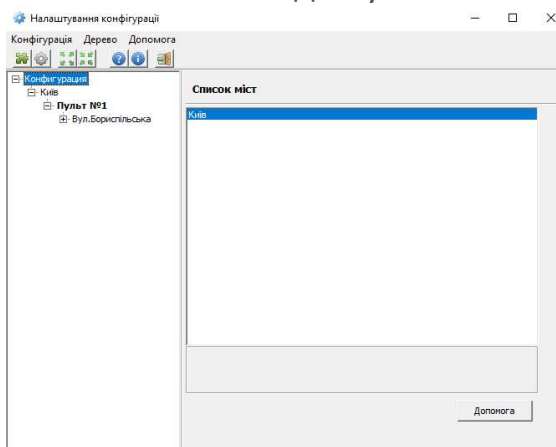 Налаштування конфігурації
Конфігурація Дерево Допомога
Конфигурация
Київ
Пульт №1
Вул.Бориспільська
Список міст
Київ
Допомога